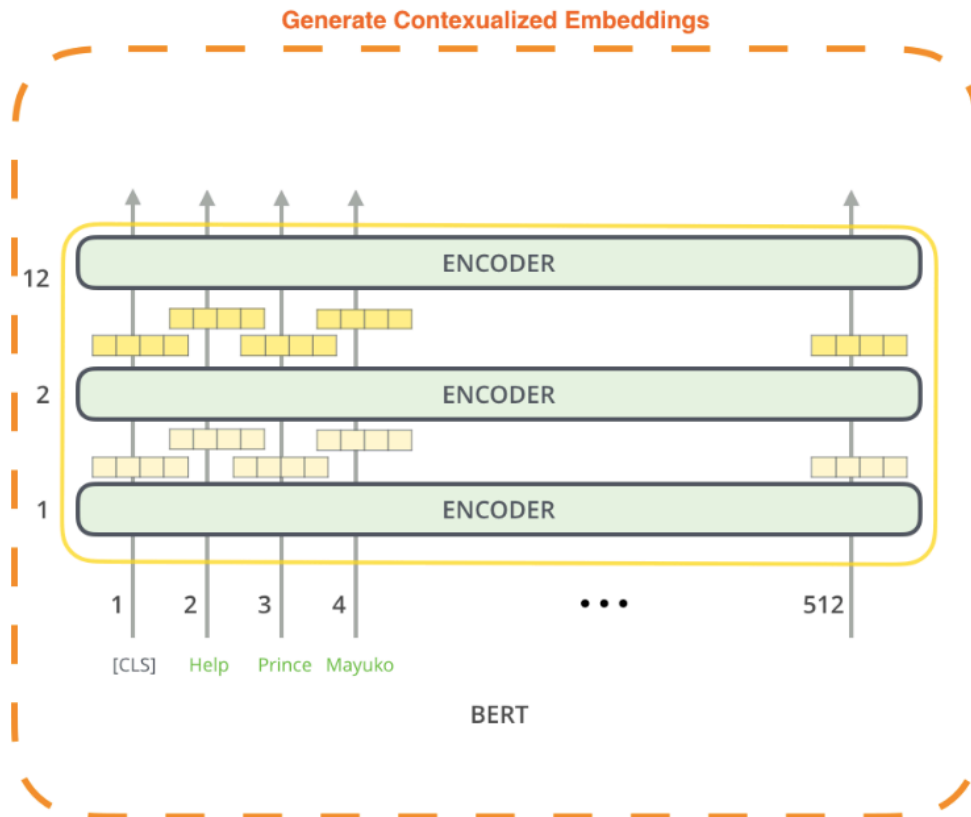 Generate Contexualized Embeddings
12 ENCODER
2 ENCODER
1 ENCODER
1 2 3 4 ... 512
[CLS] Help Prince Mayuko
BERT